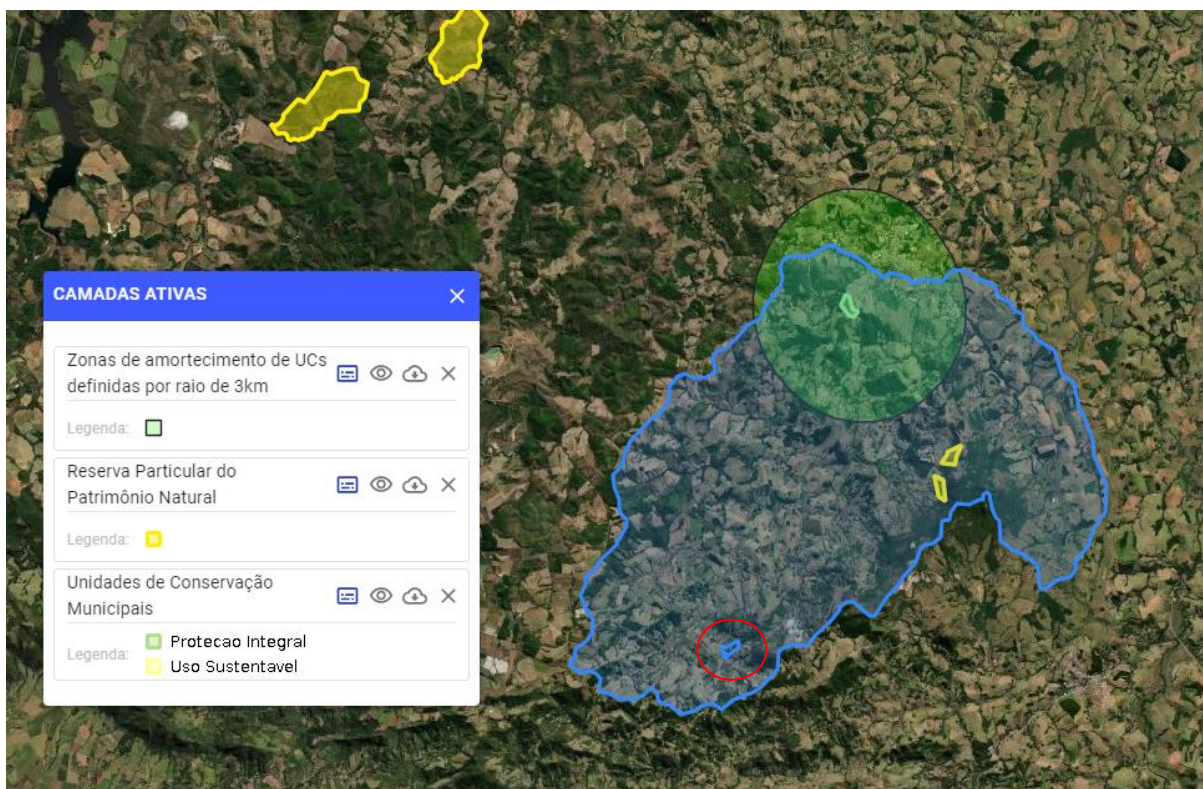 CAMADAS ATIVAS
Zonas de amortecimento de UCs
definidas por raio de 3km
Legenda:
Reserva Particular do
Patrimônio Natural
Legenda:
Unidades de Conservação
Municipais
Legenda:
Protecao Integral
Uso Sustentavel